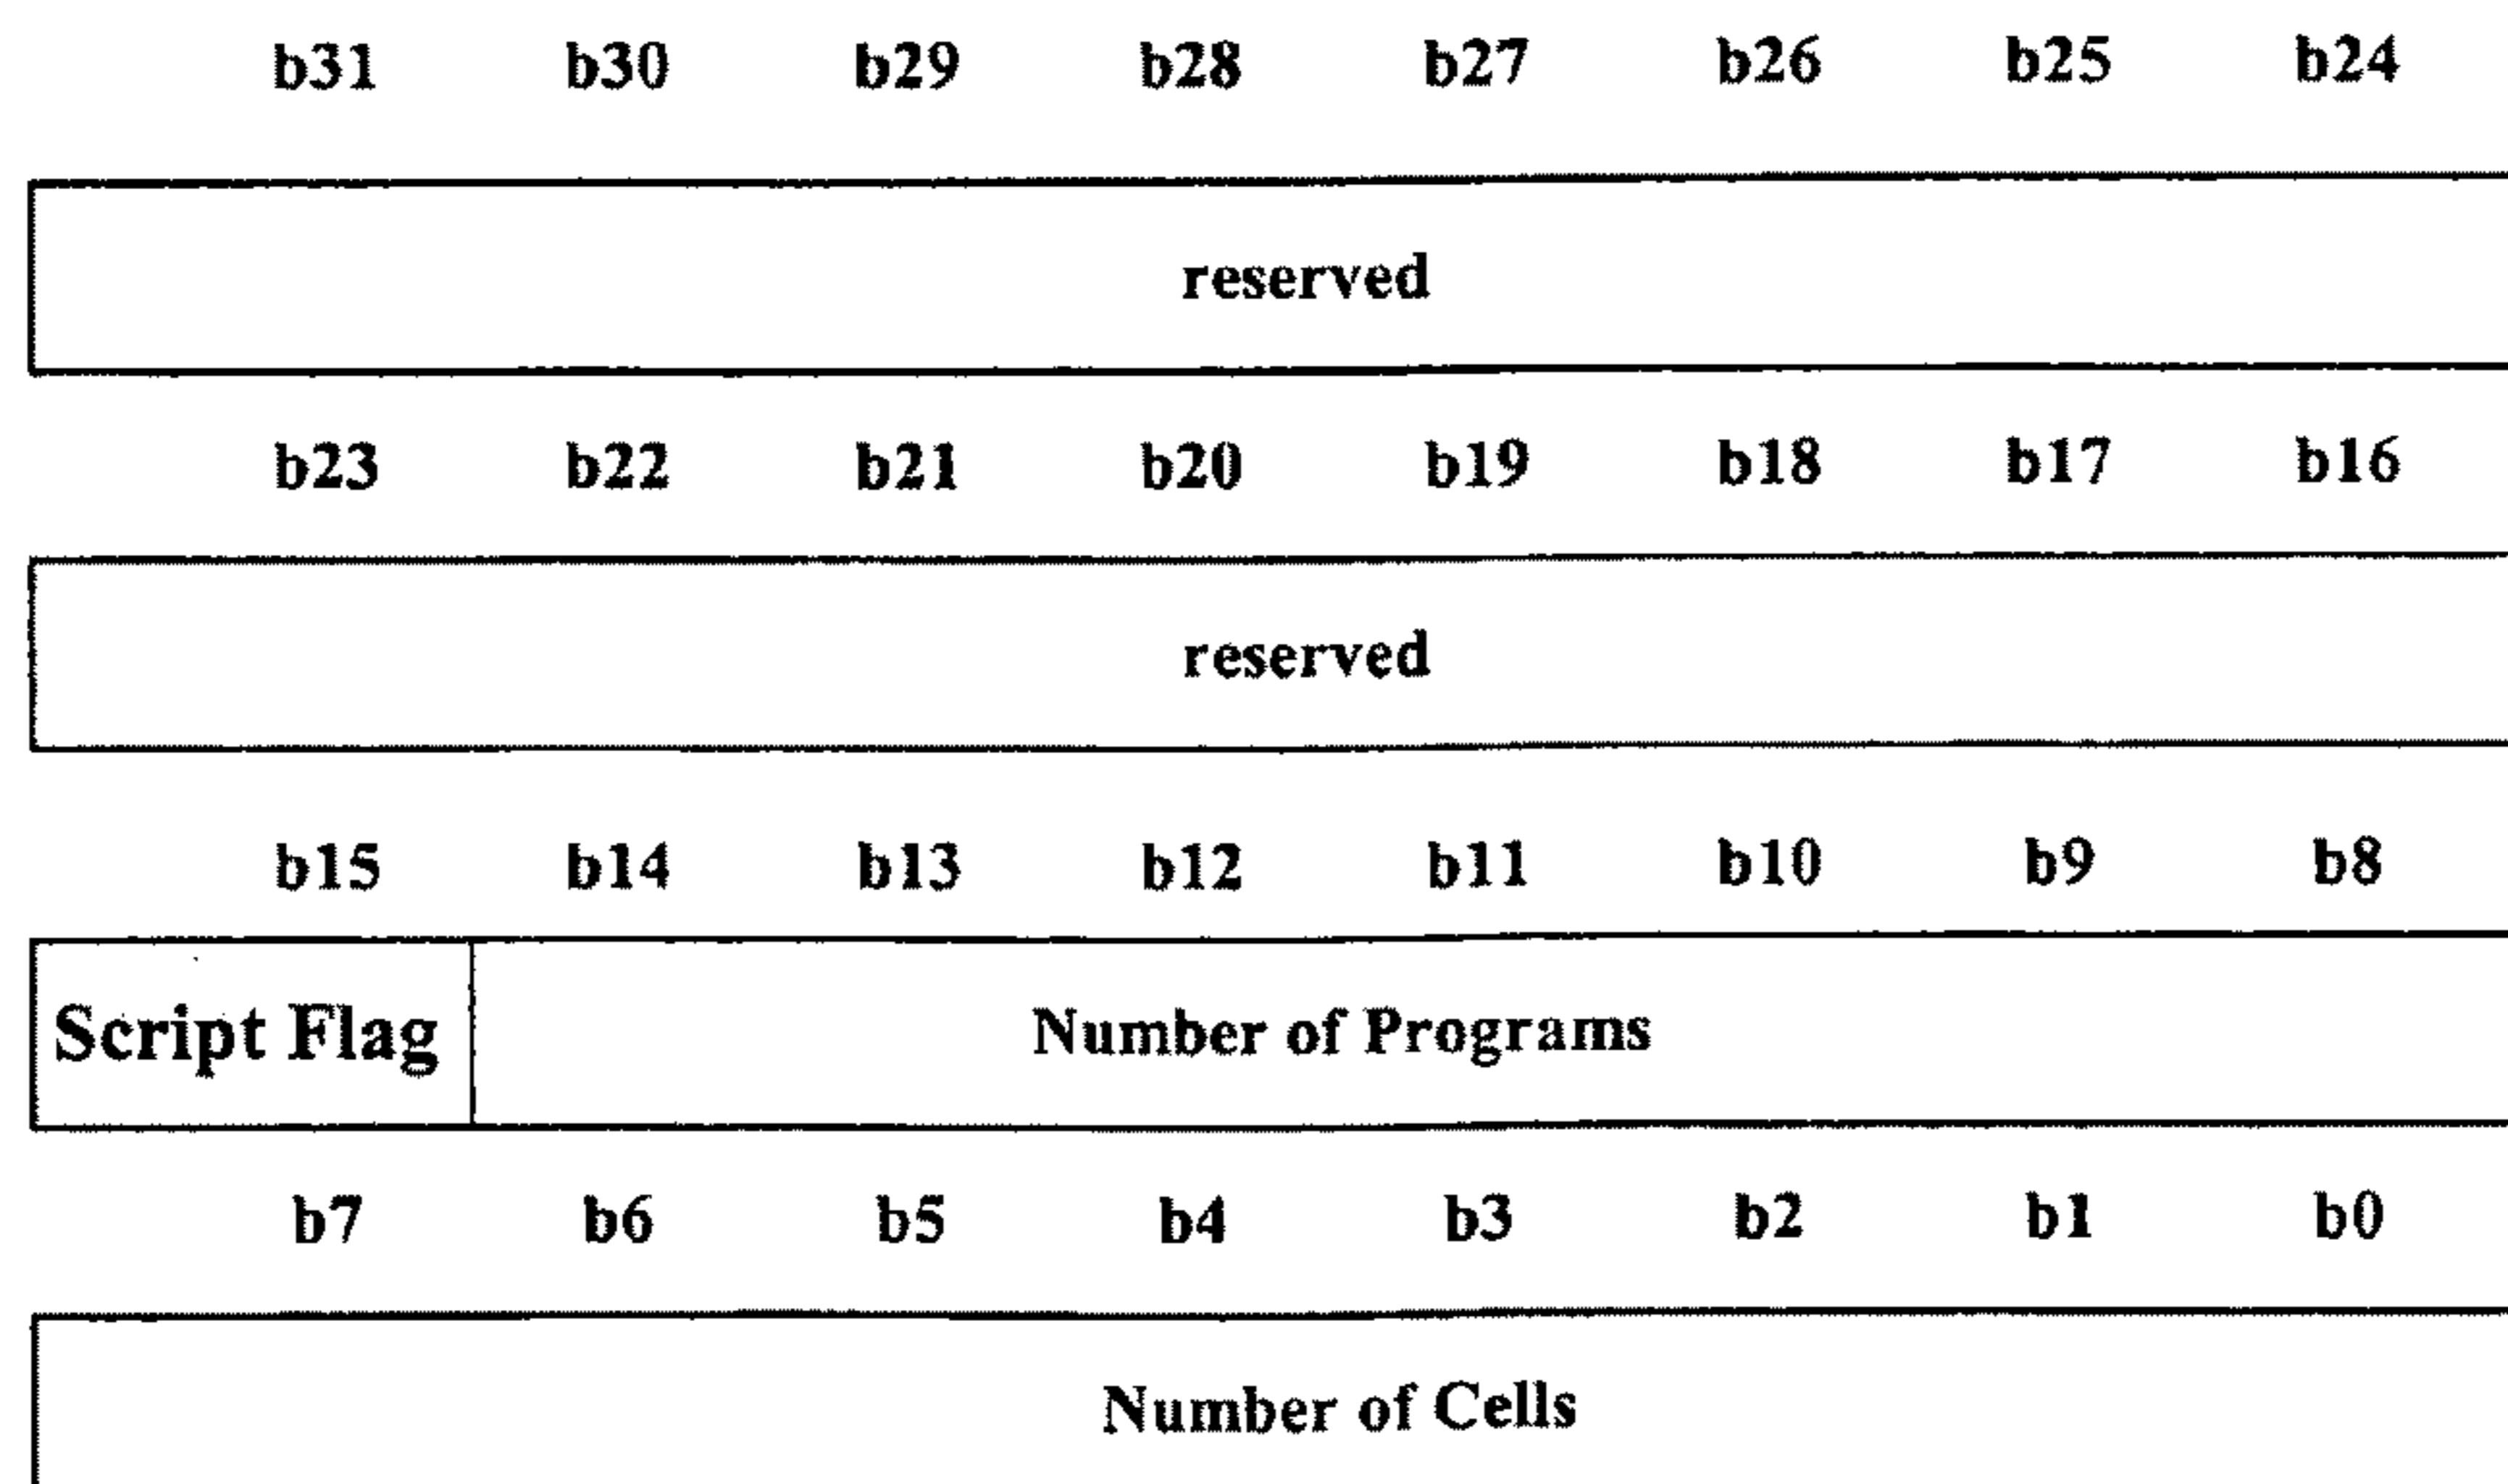 b31 b30 b29 b28 b27 b26 b25 b24
reserved
b23 b22 b21 b20 b19 b18 b17 b16
reserved
b15 b14 b13 b12 b11 b10 b9 b8
Script Flag Number of Programs
b7 b6 b5 b4 b3 b2 b1 b0
Number of Cells